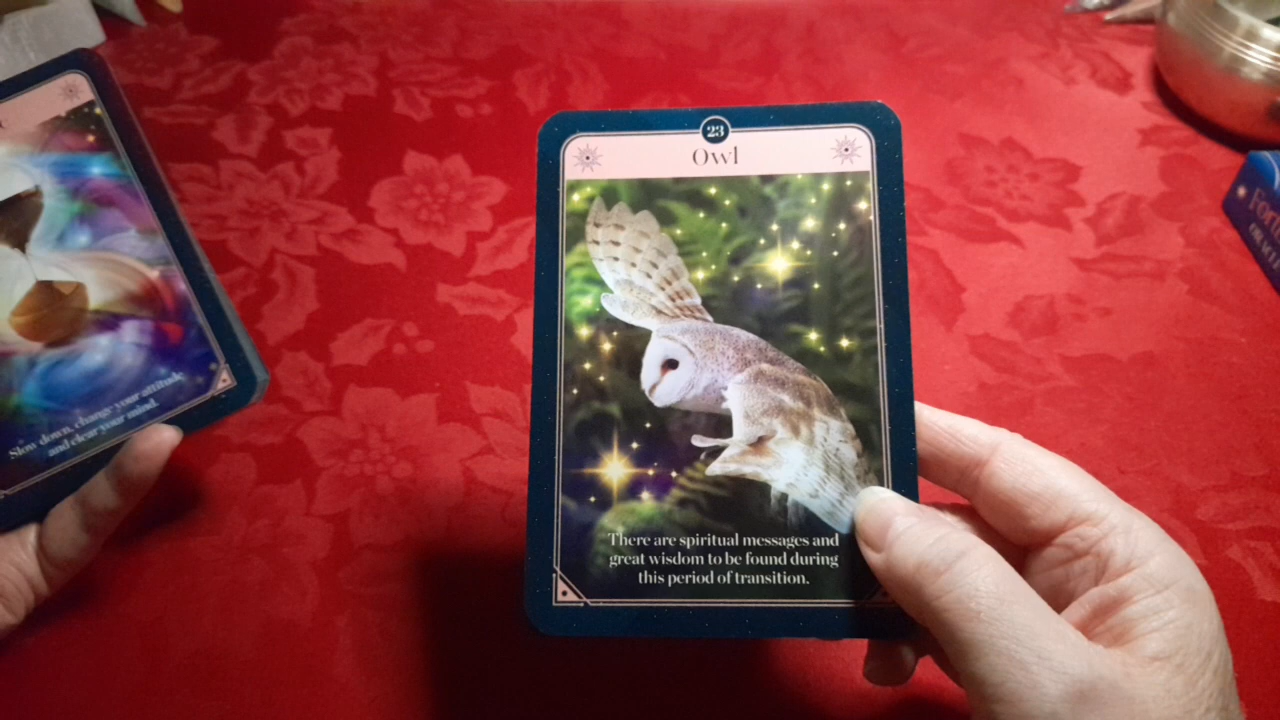 Slow down, change your attitude
and clear your mind.
23
Owl
There are spiritual messages and
great wisdom to be found during
this period of transition.